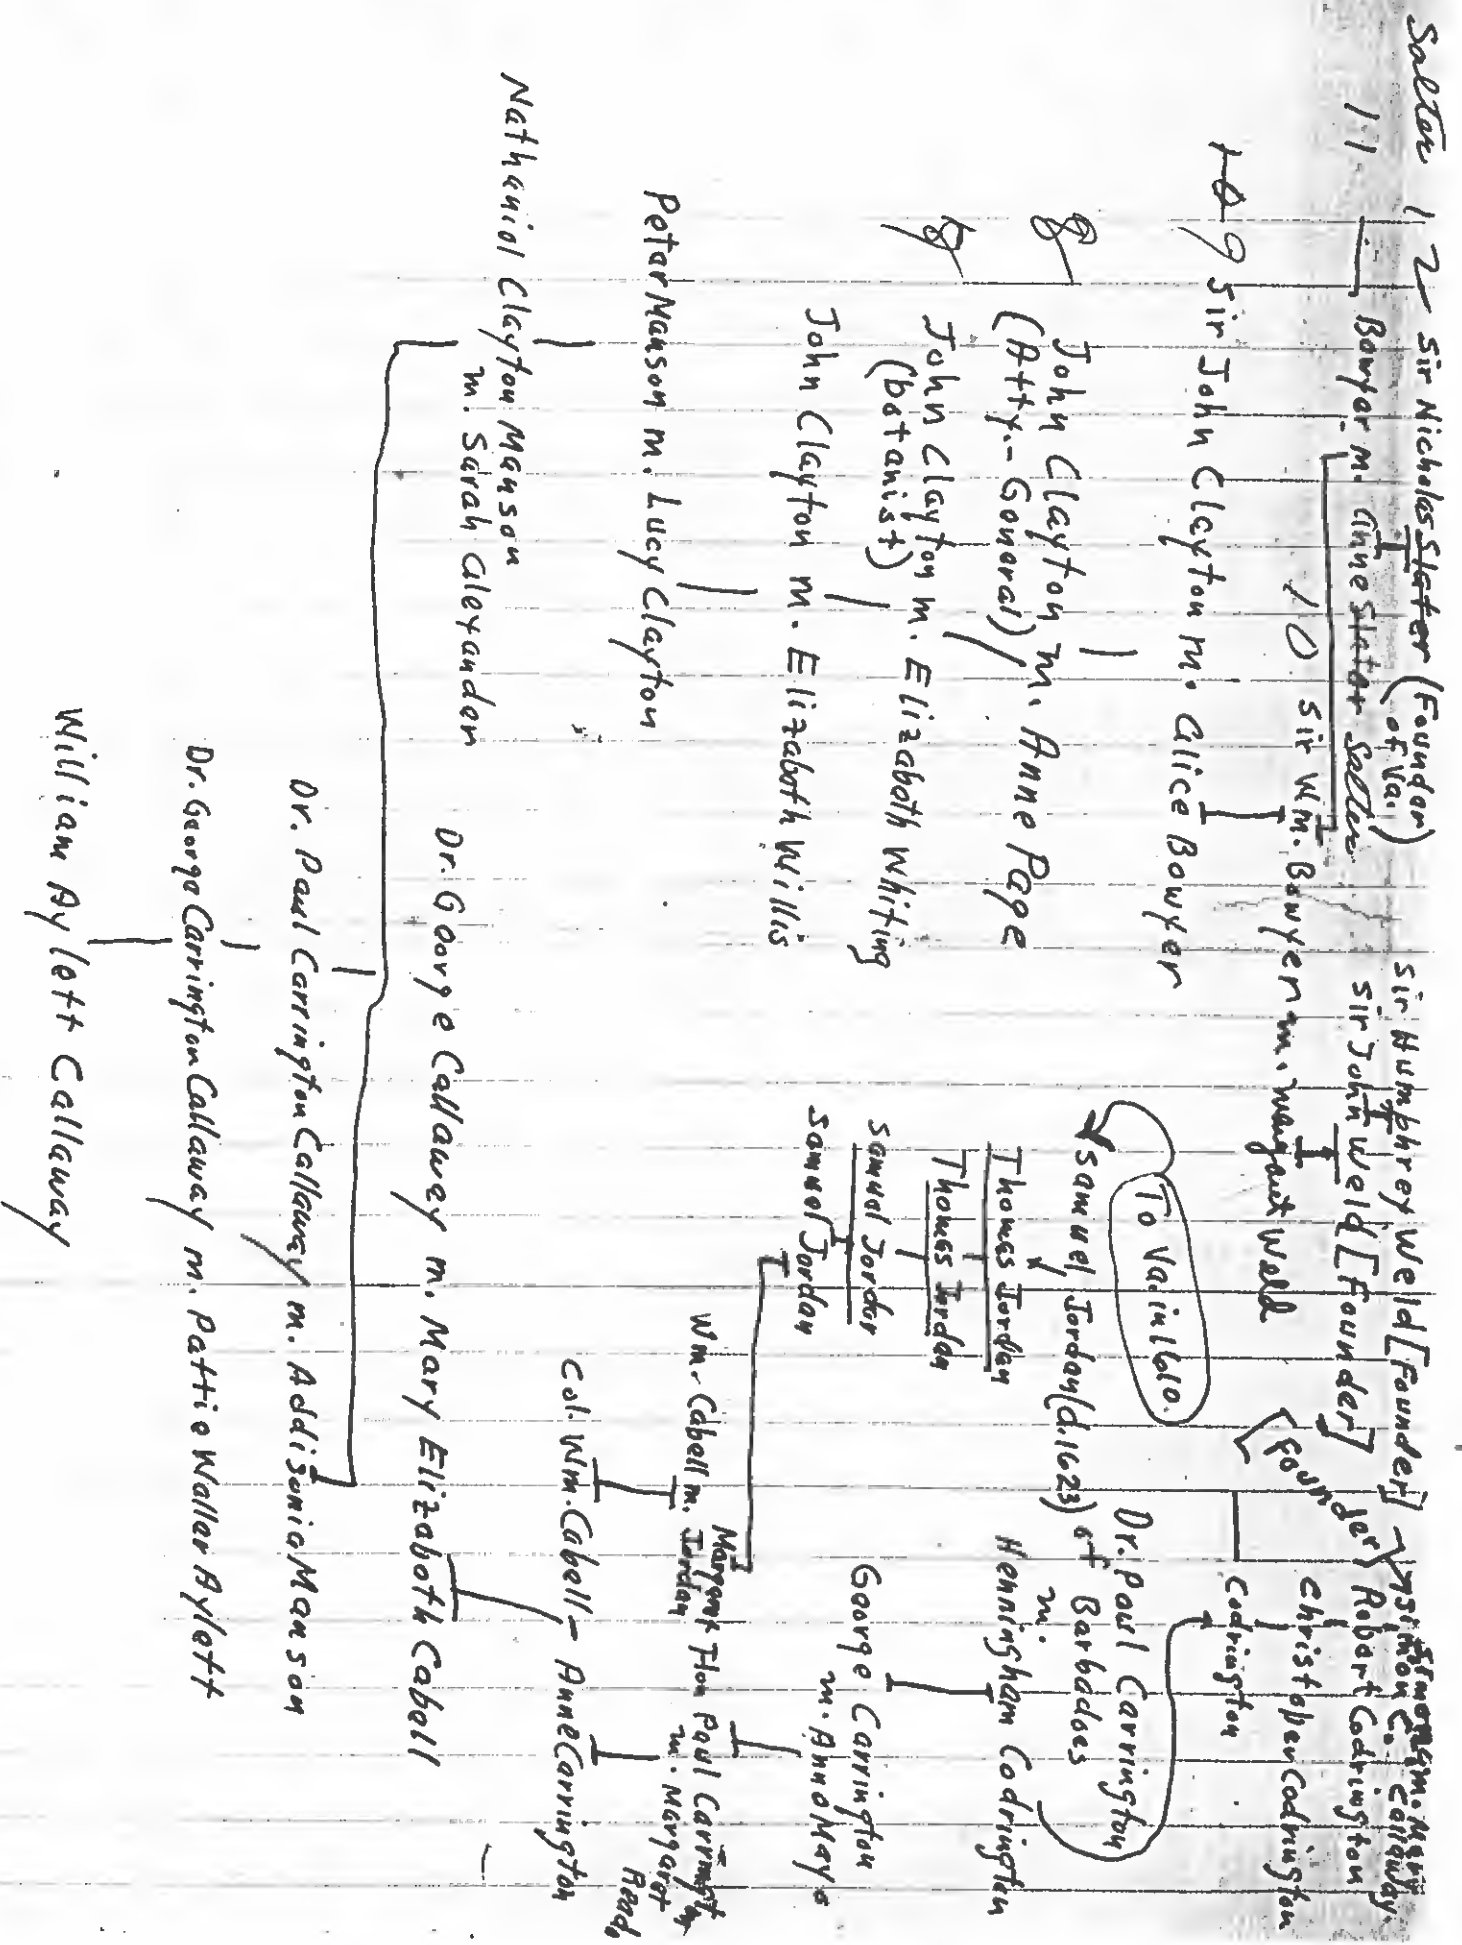 Salter 12 Sir Nicholas Slater (Founder of Va.)
Sir Humphrey Weld [Founder]
11 Bowyer m. Anne Slater Salter
Sir John Weld [Founder]
[Founder]
Robert Codrington
10 Sir Wm. Bowyer m. Margaret Weld
Christopher Codrington
Codrington
9 Sir John Clayton m. Alice Bowyer
To Va. in 1610.
Dr. Paul Carrington
of Barbados
m.
Henningham Codrington
8 John Clayton m. Anne Page
(Atty.- General)
Samuel Jordan (d. 1623)
Thomas Jordan
John Clayton m. Elizabeth Whiting
(botanist)
Thomas Jordan
Samuel Jordan
George Carrington
m. Anne Mayo
John Clayton m. Elizabeth Willis
Samuel Jordan
Peter Manson m. Lucy Clayton
Wm. Cabell m. Margaret Jordan
Hon Paul Carrington
m. Margaret
Read
Nathaniel Clayton Manson
m. Sarah Alexander
Col. Wm. Cabell - Anne Carrington
Dr. George Callaway m. Mary Elizabeth Cabell
Dr. Paul Carrington Callaway m. Addisonia Manson
Dr. George Carrington Callaway m. Pattie Waller Aylett
William Aylett Callaway